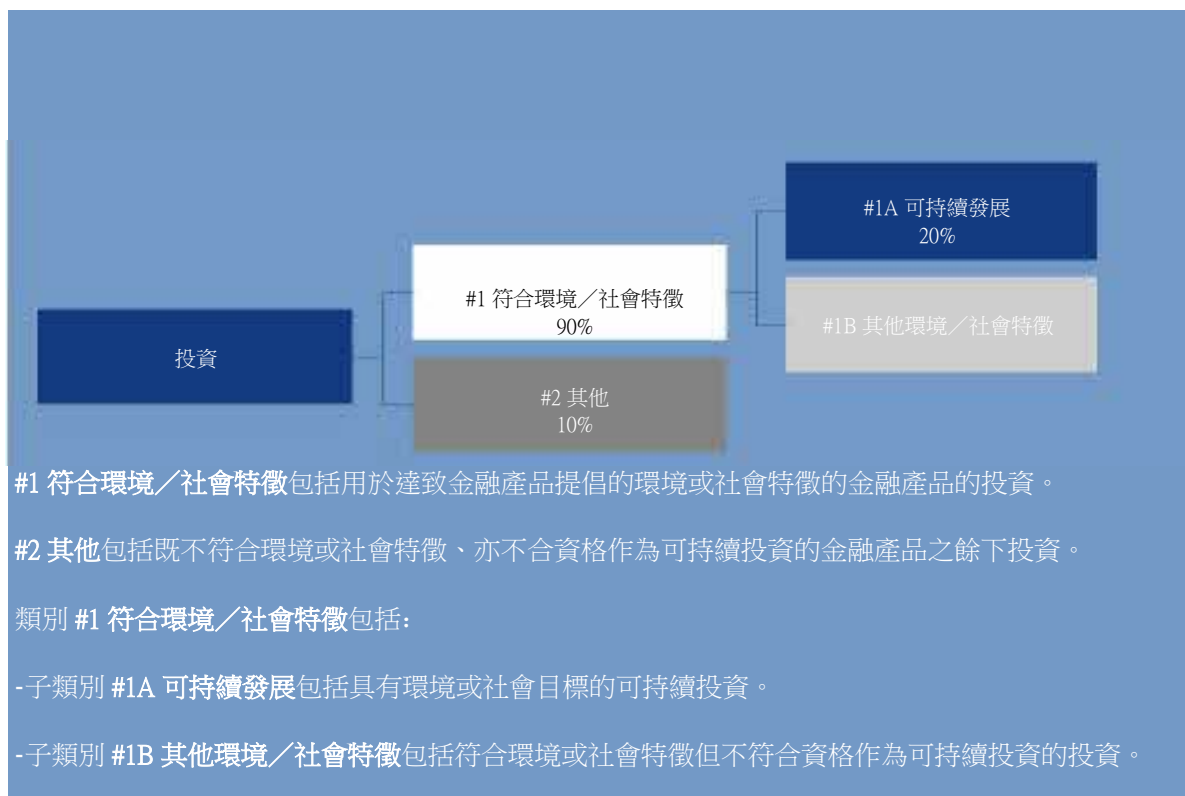 #1A 可持續發展
20%
#1 符合環境／社會特徵
90%
#1B 其他環境／社會特徵
投資
#2 其他
10%
#1 符合環境／社會特徵包括用於達致金融產品提倡的環境或社會特徵的金融產品的投資。
#2 其他包括既不符合環境或社會特徵、亦不合資格作為可持續投資的金融產品之餘下投資。
類別 #1 符合環境／社會特徵包括：
-子類別 #1A 可持續發展包括具有環境或社會目標的可持續投資。
-子類別 #1B 其他環境／社會特徵包括符合環境或社會特徵但不符合資格作為可持續投資的投資。